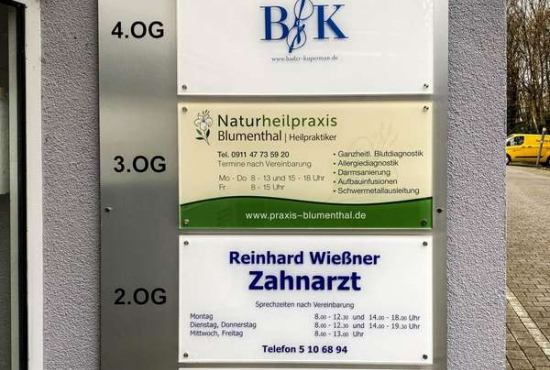 4.OG
B&K
www.bader-kasperman.de
3.OG
Naturheilpraxis
Blumenthal | Heilpraktiker
Tel. 0911 47 73 59 20
Termine nach Vereinbarung
Mo - Do 8 - 13 und 15 - 18 Uhr
Fr 8 - 15 Uhr
• Ganzheitl. Blutdiagnostik
• Allergiediagnostik
• Darmsanierung
• Aufbauinfusionen
• Schwermetallausleitung
www.praxis-blumenthal.de
2.OG
Reinhard Wießner
Zahnarzt
Sprechzeiten nach Vereinbarung
Montag 8.00 - 12.30 und 14.00 - 18.00 Uhr
Dienstag, Donnerstag 8.00 - 12.30 und 14.00 - 19.30 Uhr
Mittwoch, Freitag 8.00 - 13.00 Uhr
Telefon 5 10 68 94